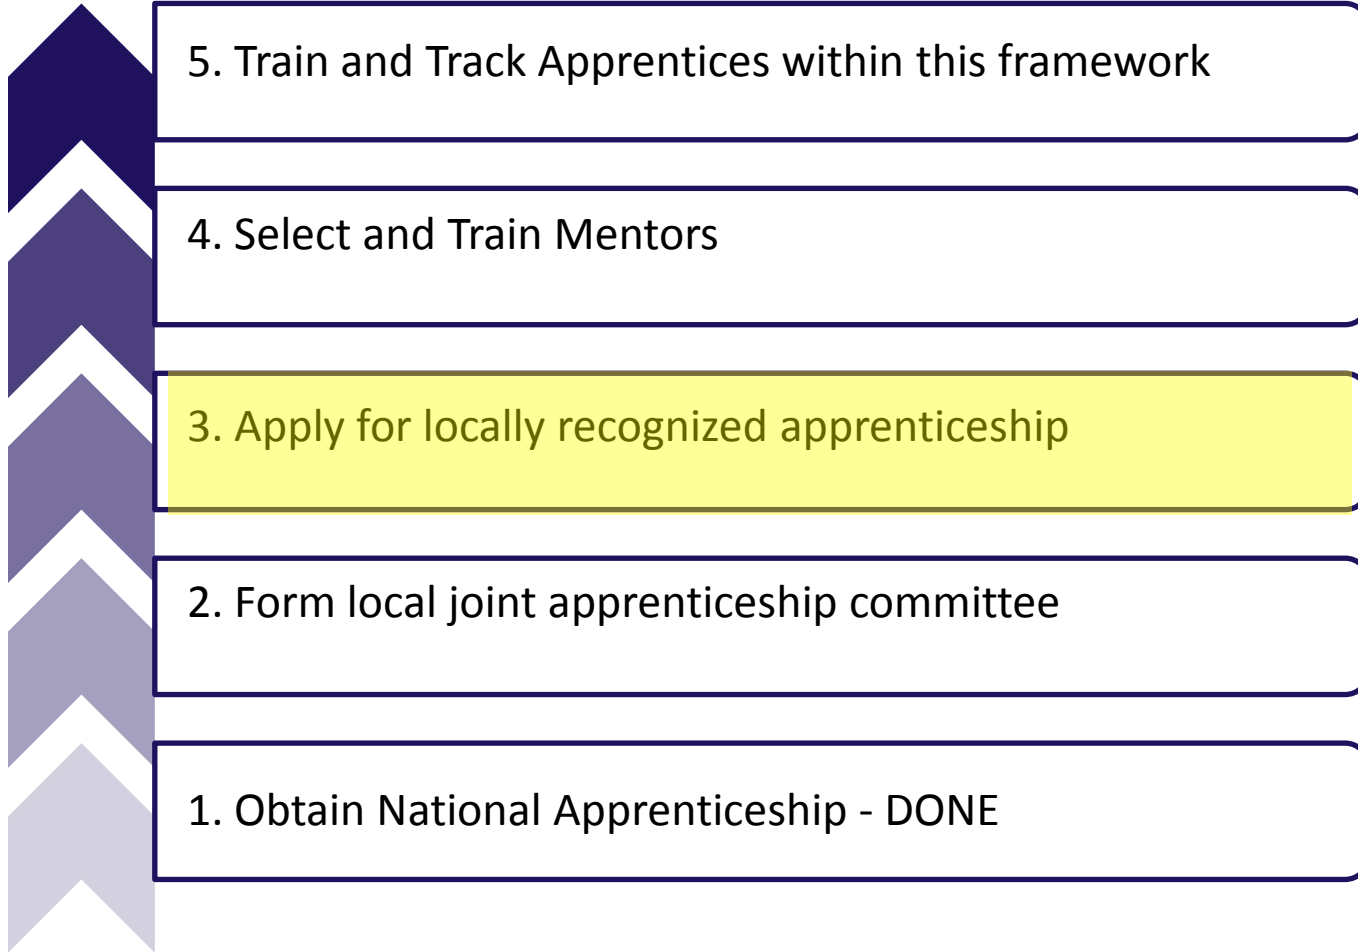 5. Train and Track Apprentices within this framework
4. Select and Train Mentors
3. Apply for locally recognized apprenticeship
2. Form local joint apprenticeship committee
1. Obtain National Apprenticeship - DONE